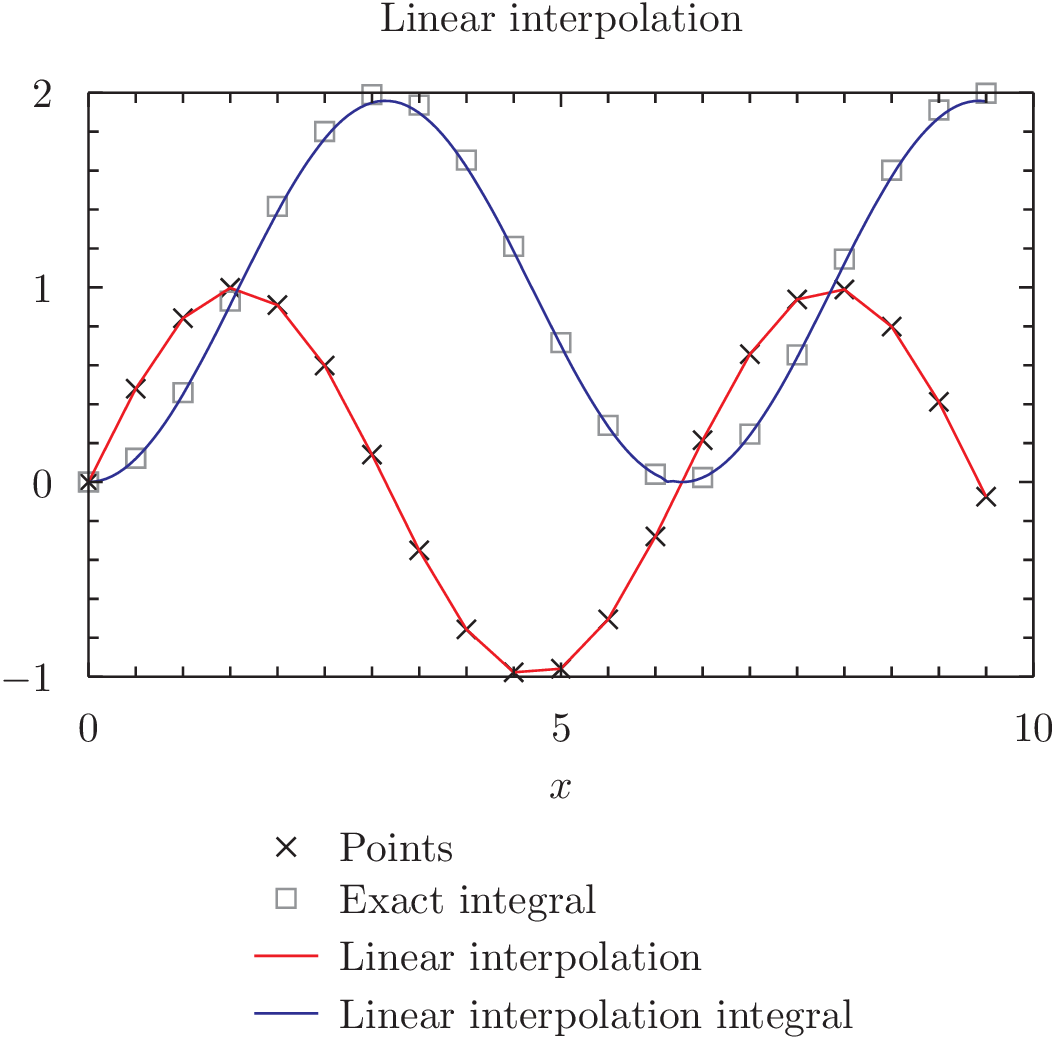 Linear interpolation
2
1
0
−1
0 5 10
x
Points
Exact integral
Linear interpolation
Linear interpolation integral